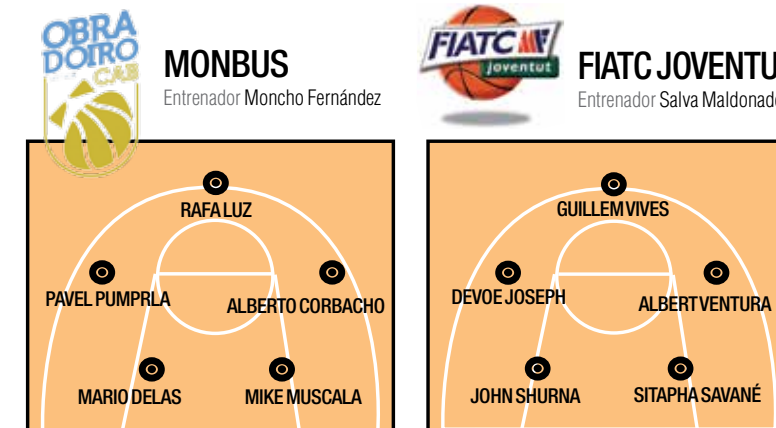 OBRA
DOIRO
CAB
MONBUS
Entrenador Moncho Fernández
RAFA LUZ
PAVEL PUMPRLA
ALBERTO CORBACHO
MARIO DELAS
MIKE MUSCALA
FIATC
joventut
FIATC JOVENTU
Entrenador Salva Maldonado
GUILLEM VIVES
DEVOE JOSEPH
ALBERT VENTURA
JOHN SHURNA
SITAPHA SAVANÉ